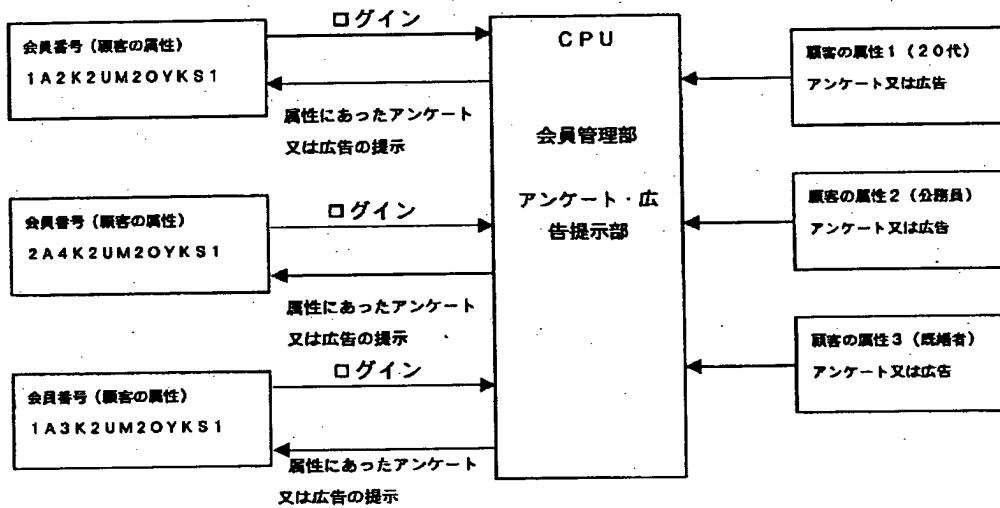 ログイン
会員番号（顧客の属性）
1A2K2UM2OYKS1
属性にあったアンケート
又は広告の提示
ログイン
会員番号（顧客の属性）
2A4K2UM2OYKS1
属性にあったアンケート
又は広告の提示
ログイン
会員番号（顧客の属性）
1A3K2UM2OYKS1
属性にあったアンケート
又は広告の提示
CPU
会員管理部
アンケート・広
告提示部
顧客の属性1（20代）
アンケート又は広告
顧客の属性2（公務員）
アンケート又は広告
顧客の属性3（既婚者）
アンケート又は広告